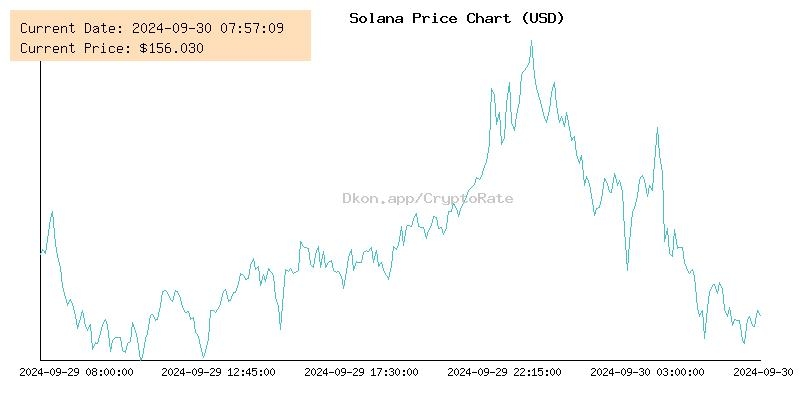 Solana Price Chart (USD)
Current Date: 2024-09-30 07:57:09
Current Price: $156.030
Dkon.app/CryptoRate
2024-09-29 08:00:00 2024-09-29 12:45:00 2024-09-29 17:30:00 2024-09-29 22:15:00 2024-09-30 03:00:00 2024-09-30